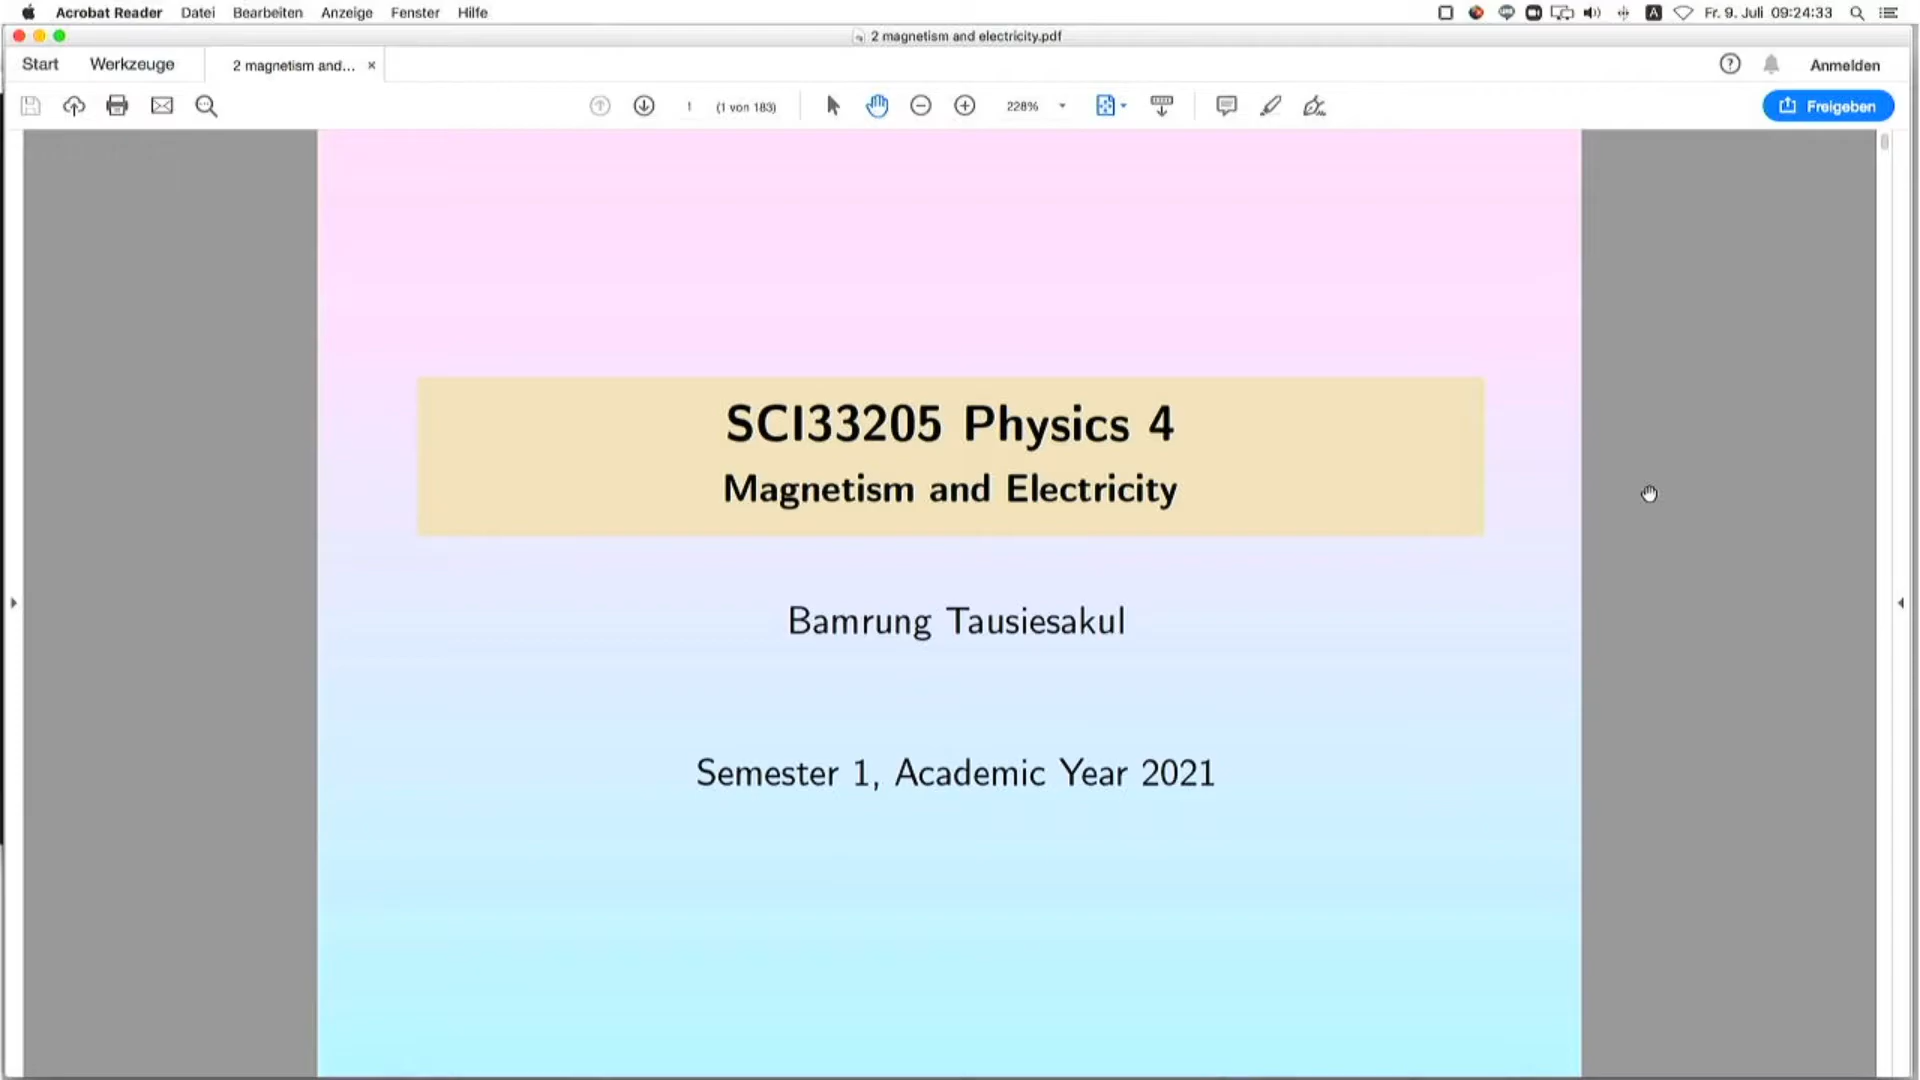 Acrobat Reader Datei Bearbeiten Anzeige Fenster Hilfe
A Fr. 9. Juli 09:24:33
2 magnetism and electricity.pdf
Start Werkzeuge 2 magnetism and... × ? Anmelden
1 (1 von 183) 228% Freigeben
SCI33205 Physics 4
Magnetism and Electricity
Bamrung Tausiesakul
Semester 1, Academic Year 2021